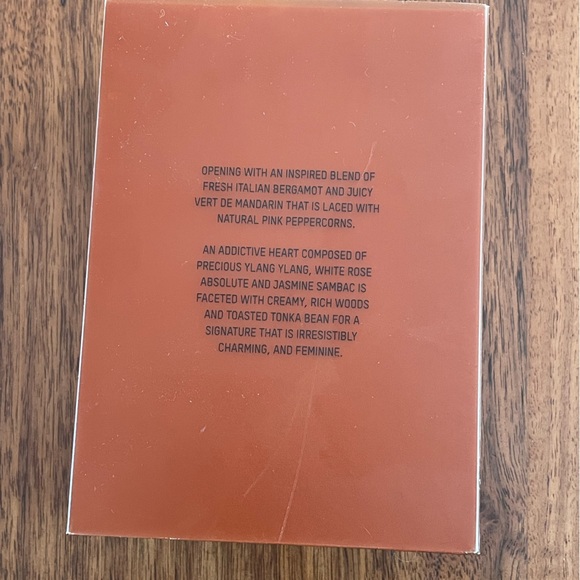 OPENING WITH AN INSPIRED BLEND OF
FRESH ITALIAN BERGAMOT AND JUICY
VERT DE MANDARIN THAT IS LACED WITH
NATURAL PINK PEPPERCORNS.
AN ADDICTIVE HEART COMPOSED OF
PRECIOUS YLANG YLANG, WHITE ROSE
ABSOLUTE AND JASMINE SAMBAC IS
FACETED WITH CREAMY, RICH WOODS
AND TOASTED TONKA BEAN FOR A
SIGNATURE THAT IS IRRESISTIBLY
CHARMING, AND FEMININE.